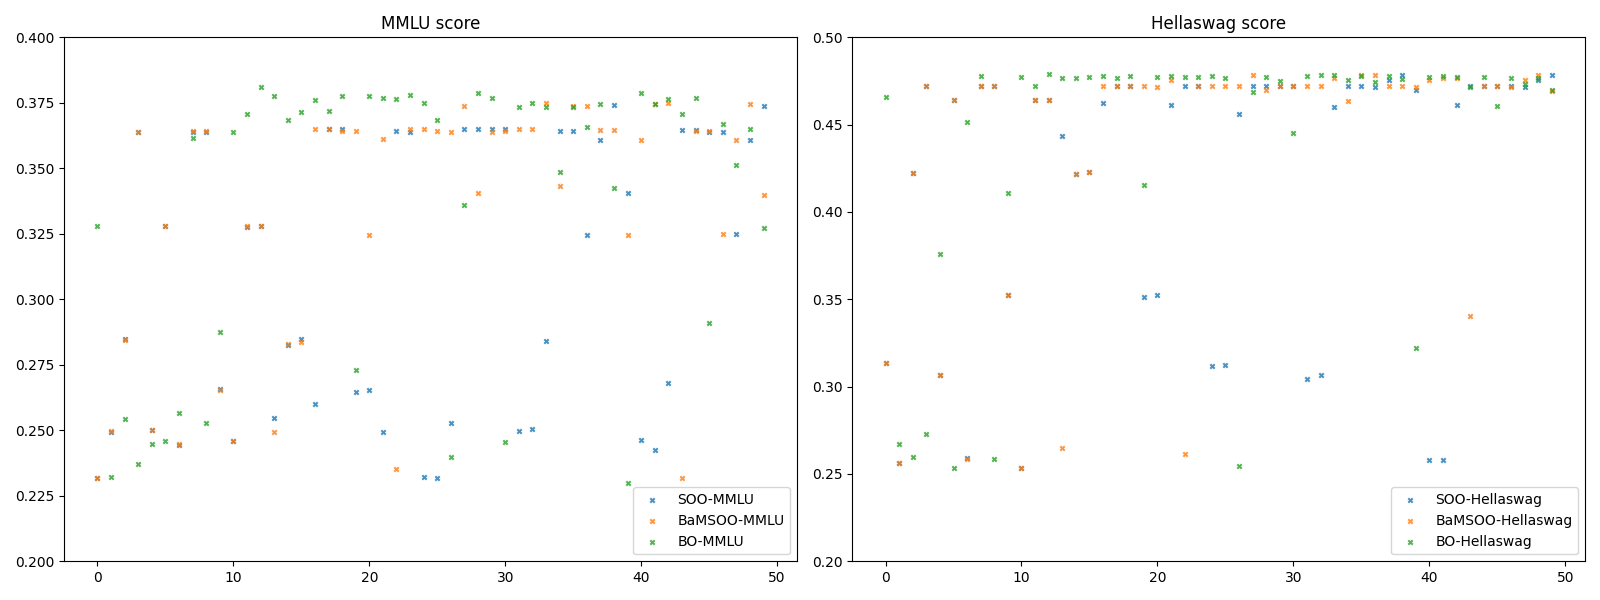 MMLU score
0.400
0.375
0.350
0.325
0.300
0.275
0.250
0.225
0.200
0 10 20 30 40 50
SOO-MMLU
BaMSOO-MMLU
BO-MMLU
Hellaswag score
0.50
0.45
0.40
0.35
0.30
0.25
0.20
0 10 20 30 40 50
SOO-Hellaswag
BaMSOO-Hellaswag
BO-Hellaswag